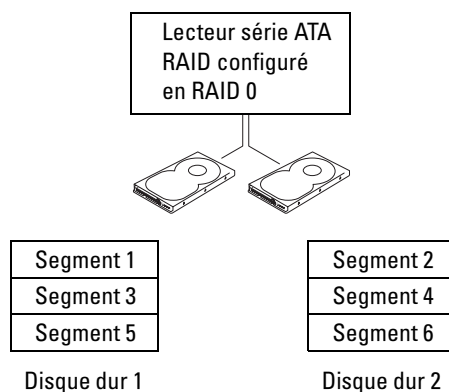 Lecteur série ATA
RAID configuré
en RAID 0
Segment 1
Segment 3
Segment 5
Disque dur 1
Segment 2
Segment 4
Segment 6
Disque dur 2